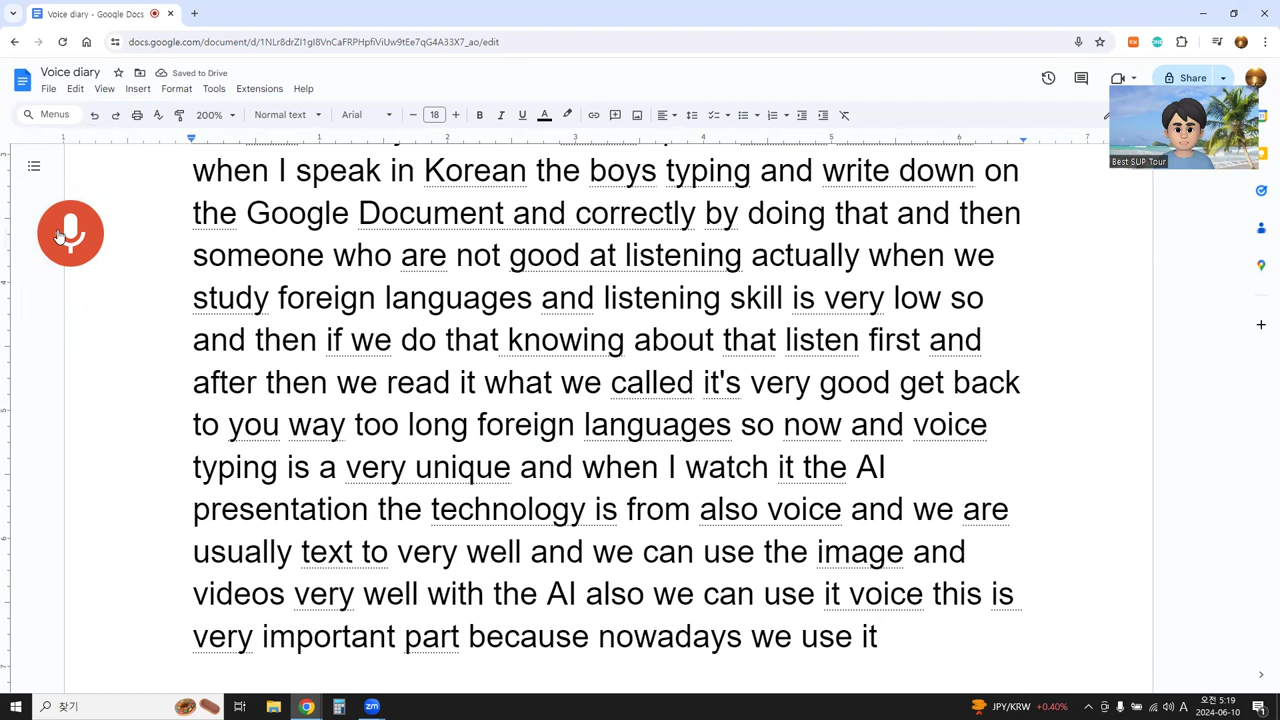 Voice diary - Google Docs
docs.google.com/document/d/1NLr8drZI1gI8VnCaFRPHpfiViUw9tEe7qG4A33X7_ao/edit
Voice diary
Saved to Drive
File Edit View Insert Format Tools Extensions Help
Share
Menus
200%
Normal text
Arial
18
1 1 2 3 4 5 6 7
Best SUP Tour
when I speak in Korean the boys typing and write down on
the Google Document and correctly by doing that and then
someone who are not good at listening actually when we
study foreign languages and listening skill is very low so
and then if we do that knowing about that listen first and
after then we read it what we called it's very good get back
to you way too long foreign languages so now and voice
typing is a very unique and when I watch it the AI
presentation the technology is from also voice and we are
usually text to very well and we can use the image and
videos very well with the AI also we can use it voice this is
very important part because nowadays we use it
찾기
JPY/KRW +0.40%
A
오전 5:19
2024-06-10